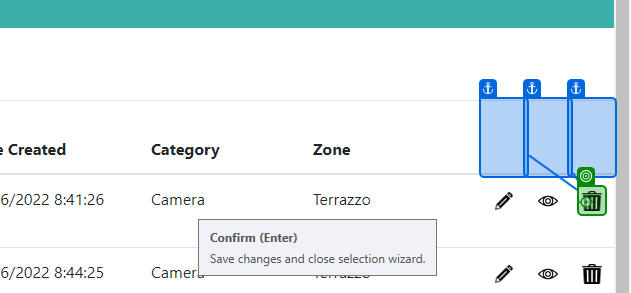 e Created Category Zone
6/2022 8:41:26 Camera Terrazzo
Confirm (Enter)
Save changes and close selection wizard.
6/2022 8:44:25 Camera Terrazzo